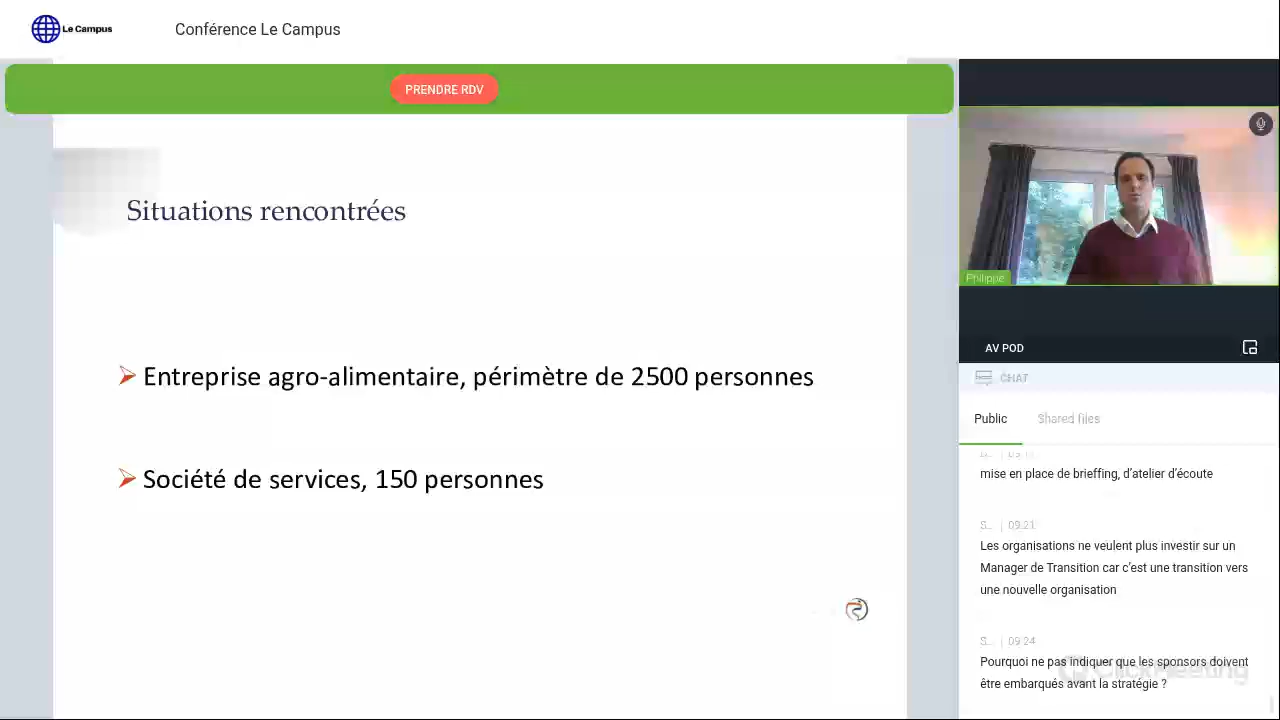 Le Campus
Conférence Le Campus
PRENDRE RDV
Situations rencontrées
Entreprise agro-alimentaire, périmètre de 2500 personnes
Société de services, 150 personnes
Philippe
AV POD
CHAT
Public
Shared files
mise en place de brieffing, d'atelier d'écoute
S... | 09:21
Les organisations ne veulent plus investir sur un
Manager de Transition car c'est une transition vers
une nouvelle organisation
S... | 09:24
Pourquoi ne pas indiquer que les sponsors doivent
être embarqués avant la stratégie ?
ClickMeeting